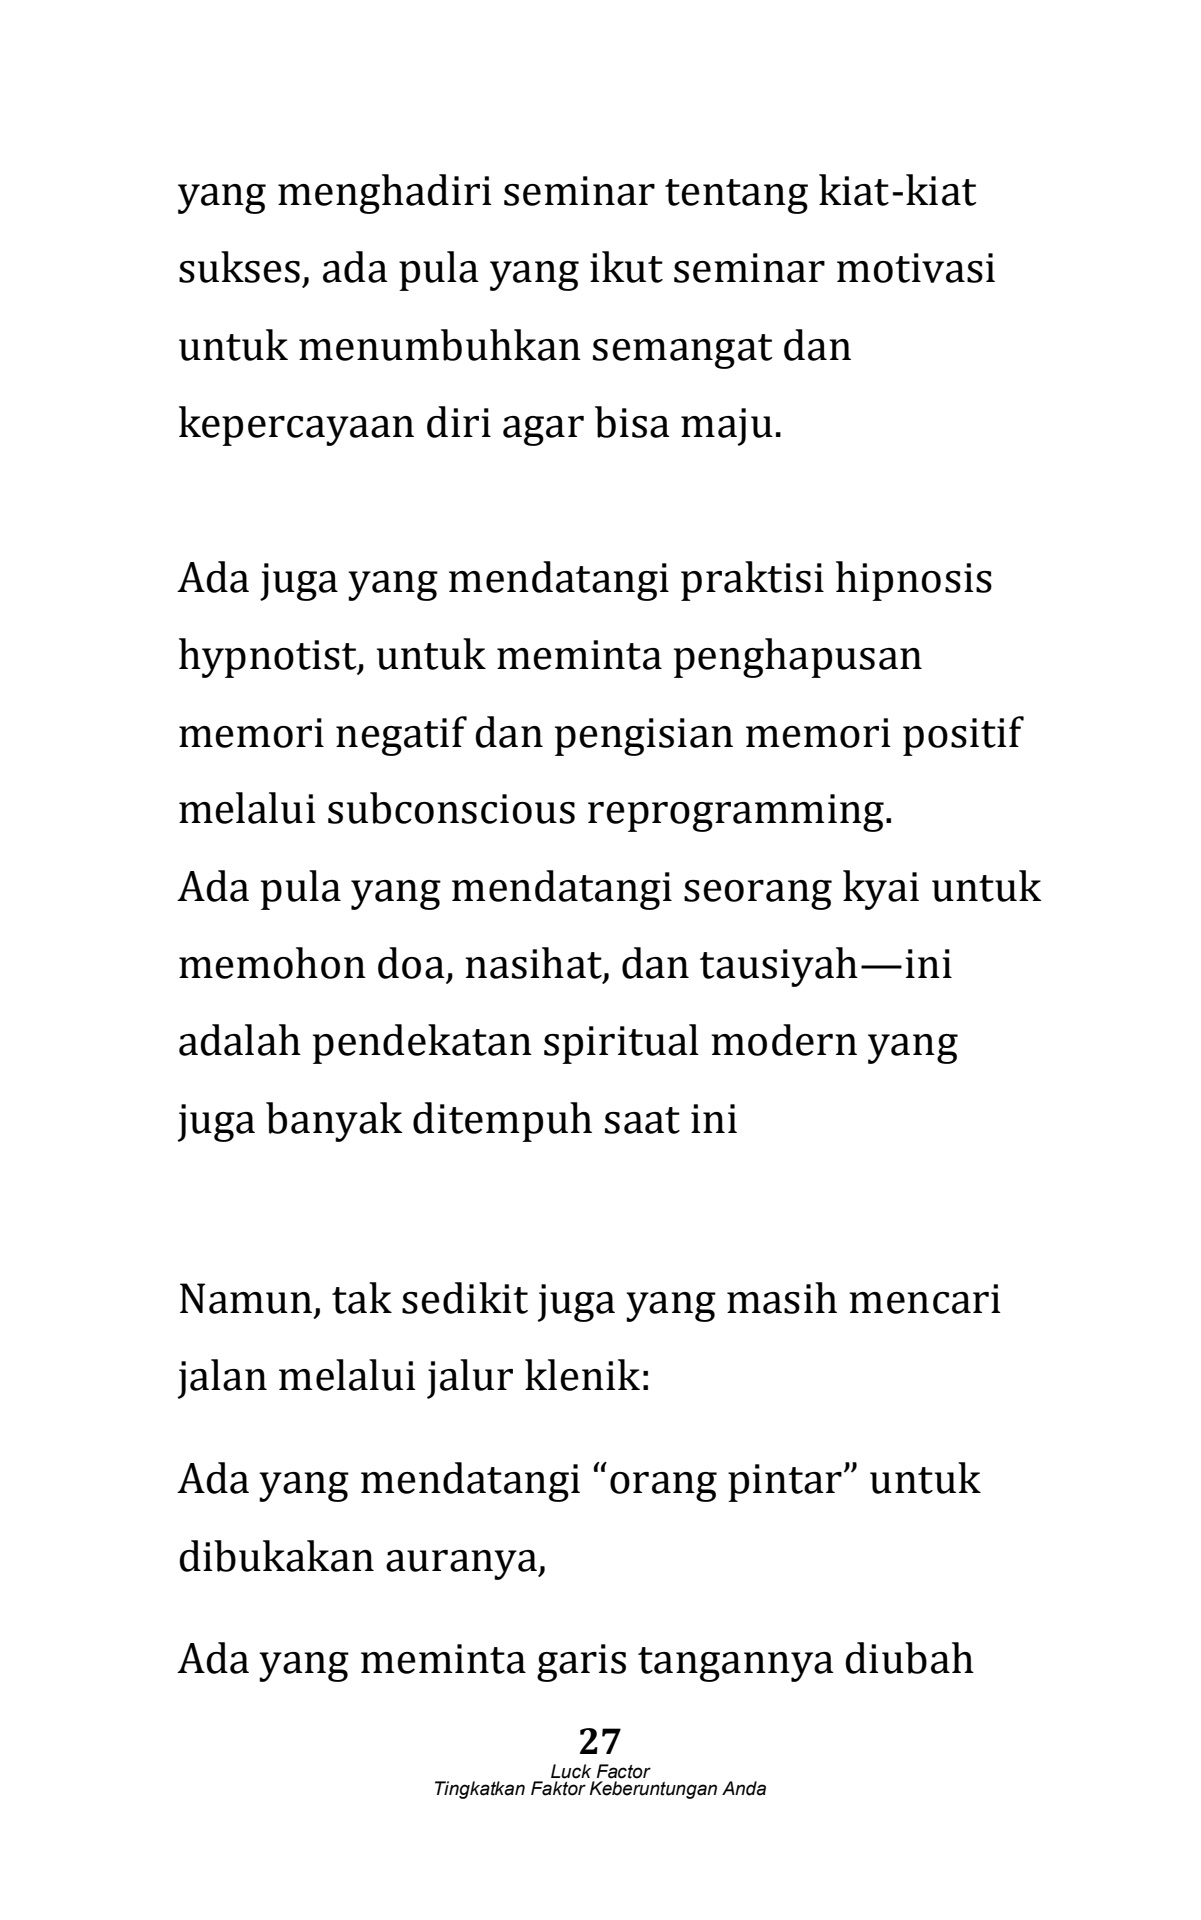 yang menghadiri seminar tentang kiat-kiat
sukses, ada pula yang ikut seminar motivasi
untuk menumbuhkan semangat dan
kepercayaan diri agar bisa maju.
Ada juga yang mendatangi praktisi hipnosis
hypnotist, untuk meminta penghapusan
memori negatif dan pengisian memori positif
melalui subconscious reprogramming.
Ada pula yang mendatangi seorang kyai untuk
memohon doa, nasihat, dan tausiyah—ini
adalah pendekatan spiritual modern yang
juga banyak ditempuh saat ini
Namun, tak sedikit juga yang masih mencari
jalan melalui jalur klenik:
Ada yang mendatangi “orang pintar” untuk
dibukakan auranya,
Ada yang meminta garis tangannya diubah
27
Luck Factor
Tingkatkan Faktor Keberuntungan Anda